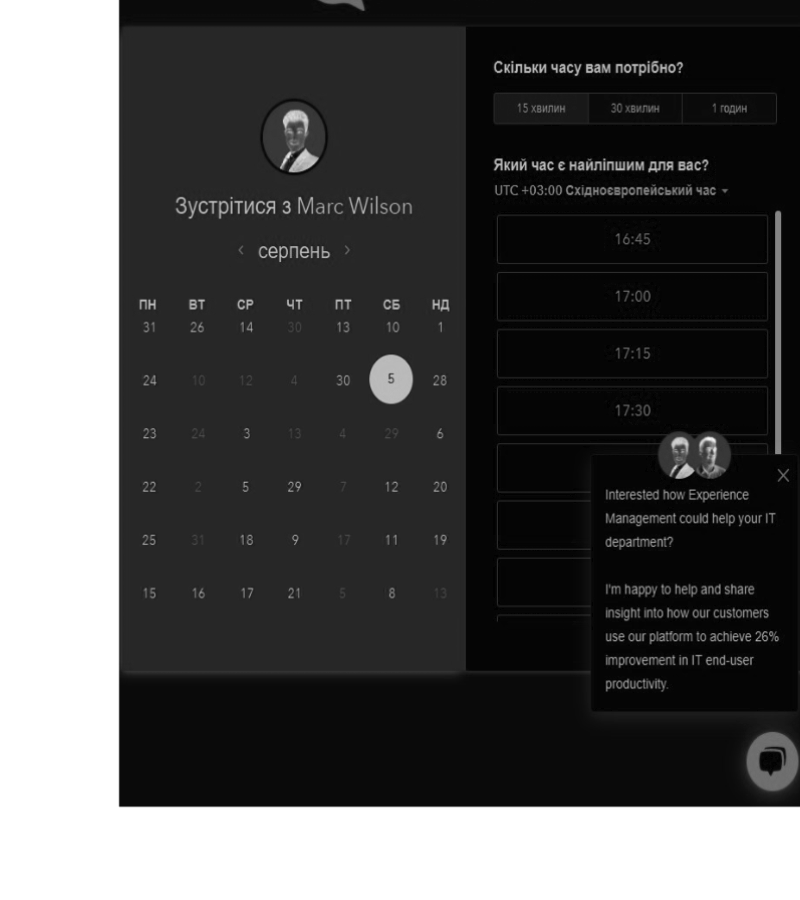 Зустрітися з Marc Wilson
серпень
ПН ВТ СР ЧТ ПТ СБ НД
31 26 14 30 13 10 1
24 10 12 4 30 5 28
23 24 3 13 4 29 6
22 2 5 29 7 12 20
25 31 18 9 17 11 19
15 16 17 21 5 8 13
Скільки часу вам потрібно?
15 хвилин 30 хвилин 1 годин
Який час є найліпшим для вас?
UTC +03:00 Східноєвропейський час
16:45
17:00
17:15
17:30
Interested how Experience
Management could help your IT
department?
I'm happy to help and share
insight into how our customers
use our platform to achieve 26%
improvement in IT end-user
productivity.